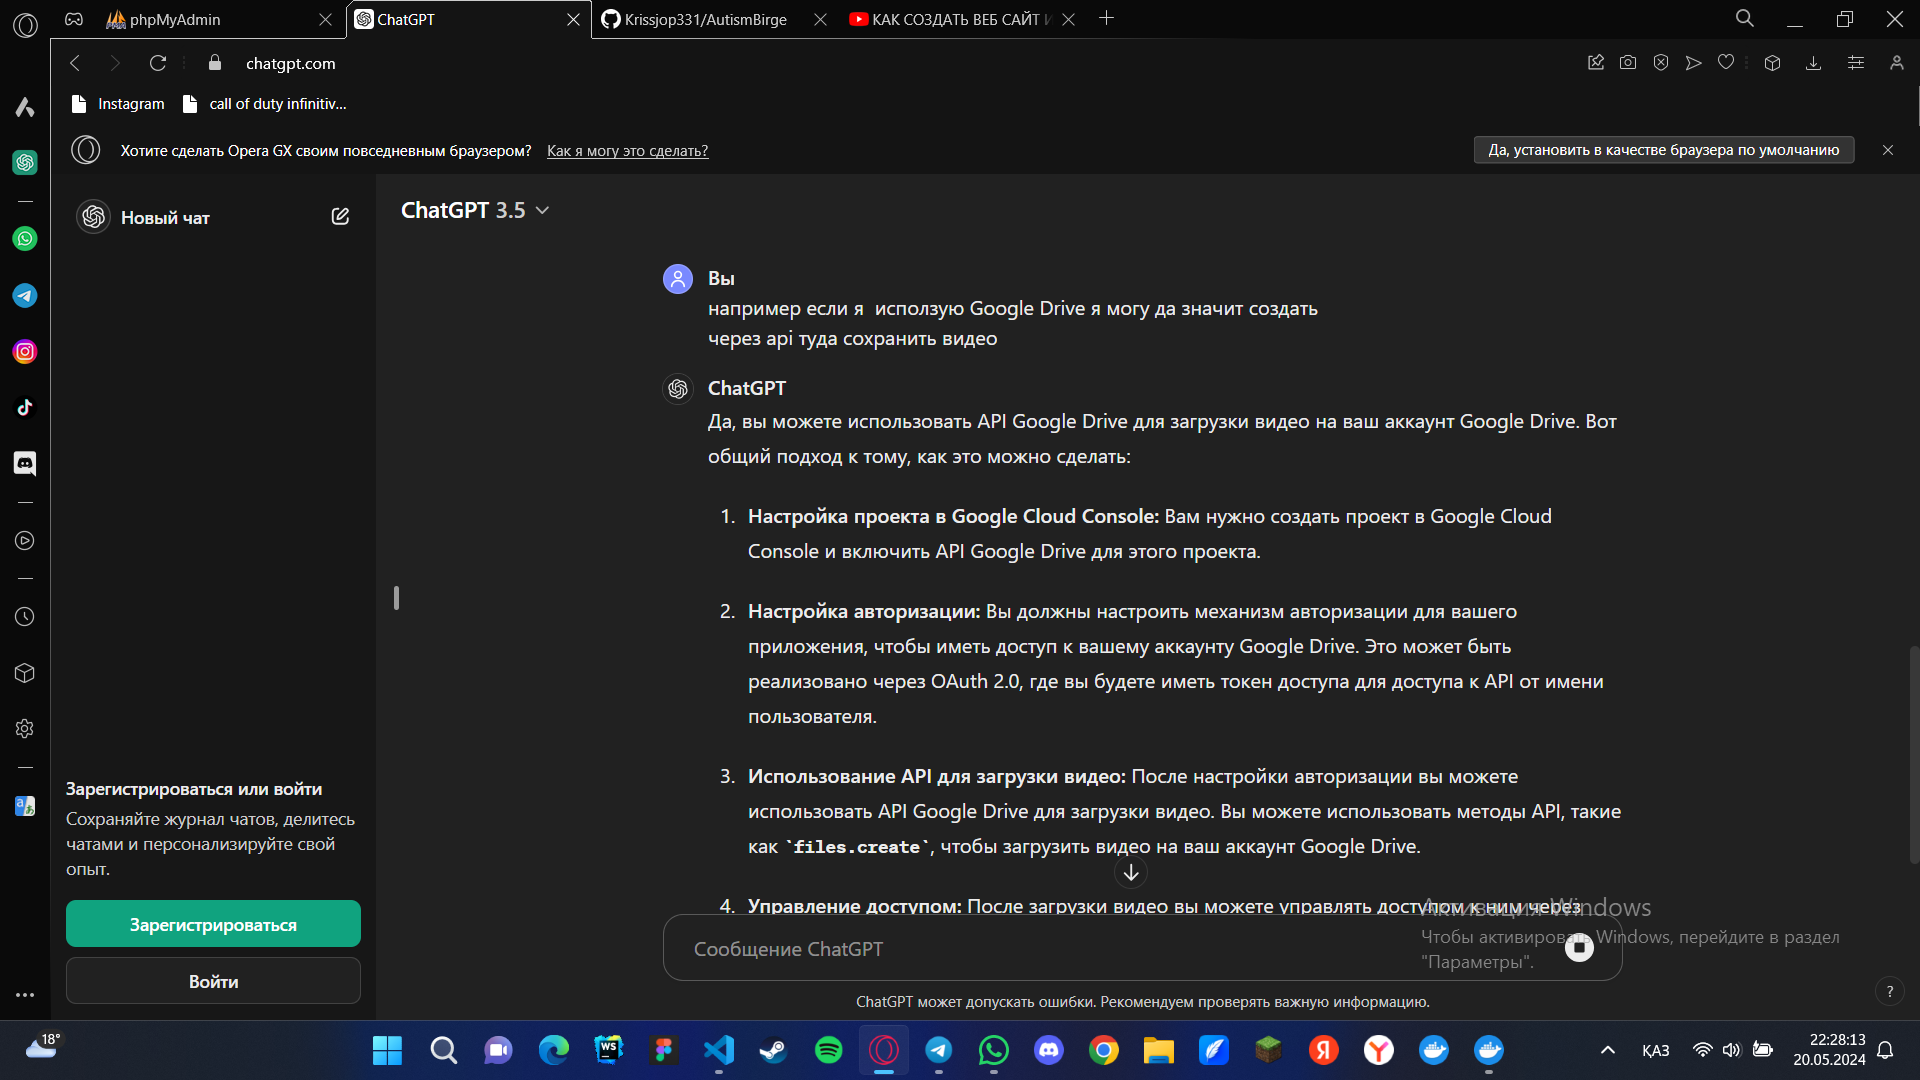 phpMyAdmin
ChatGPT
Krissjop331/AutismBirge
КАК СОЗДАТЬ ВЕБ САЙТ
chatgpt.com
Instagram
call of duty infinitiv...
Хотите сделать Opera GX своим повседневным браузером? Как я могу это сделать?
Да, установить в качестве браузера по умолчанию
Новый чат
ChatGPT 3.5
Вы
например если я  исползую Google Drive я могу да значит создать
через api туда сохранить видео
ChatGPT
Да, вы можете использовать API Google Drive для загрузки видео на ваш аккаунт Google Drive. Вот
общий подход к тому, как это можно сделать:
1. Настройка проекта в Google Cloud Console: Вам нужно создать проект в Google Cloud
Console и включить API Google Drive для этого проекта.
2. Настройка авторизации: Вы должны настроить механизм авторизации для вашего
приложения, чтобы иметь доступ к вашему аккаунту Google Drive. Это может быть
реализовано через OAuth 2.0, где вы будете иметь токен доступа для доступа к API от имени
пользователя.
3. Использование API для загрузки видео: После настройки авторизации вы можете
использовать API Google Drive для загрузки видео. Вы можете использовать методы API, такие
как `files.create`, чтобы загрузить видео на ваш аккаунт Google Drive.
4. Управление доступом: После загрузки видео вы можете управлять доступом к ним через
Зарегистрироваться или войти
Сохраняйте журнал чатов, делитесь
чатами и персонализируйте свой
опыт.
Зарегистрироваться
Войти
Сообщение ChatGPT
Активация Windows
Чтобы активировать Windows, перейдите в раздел
"Параметры".
ChatGPT может допускать ошибки. Рекомендуем проверять важную информацию.
?
18°
WS
Я
Y
ҚАЗ
22:28:13
20.05.2024